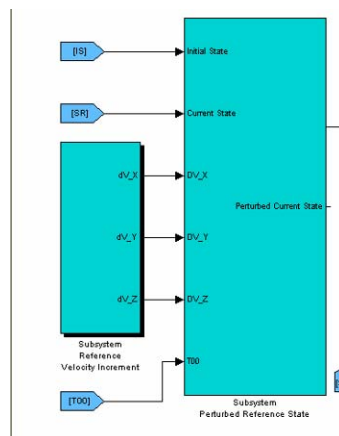 [IS]
Initial State
[SR]
Current State
dV_X
DV_X
Perturbed Current State
dV_Y
DV_Y
dV_Z
DV_Z
Subsystem
Reference
Velocity Increment
T00
[T00]
Subsystem
Perturbed Reference State